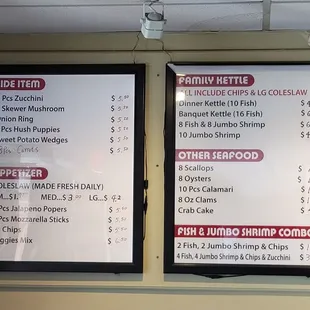 IDE ITEM
Pcs Zucchini $
Skewer Mushroom $
nion Ring $
Pcs Hush Puppies $
weet Potato Wedges $
$
PPETIZER
OLESLAW (MADE FRESH DAILY)
MED...$ 3.00 LG...$
Pcs Jalapeno Popers $
Pcs Mozzarella Sticks $
Chips $
ggies Mix $
FAMILY KETTLE
ALL INCLUDE CHIPS & LG COLESLAW
Dinner Kettle (10 Fish) $
Banquet Kettle (16 Fish) $
8 Fish & 8 Jumbo Shrimp $
10 Jumbo Shrimp $
OTHER SEAFOOD
8 Scallops $
8 Oysters $
10 Pcs Calamari $
8 Oz Clams $
Crab Cake $
FISH & JUMBO SHRIMP COMBO
2 Fish, 2 Jumbo Shrimp & Chips $
4 Fish, 4 Jumbo Shrimp & Chips & Zucchini $